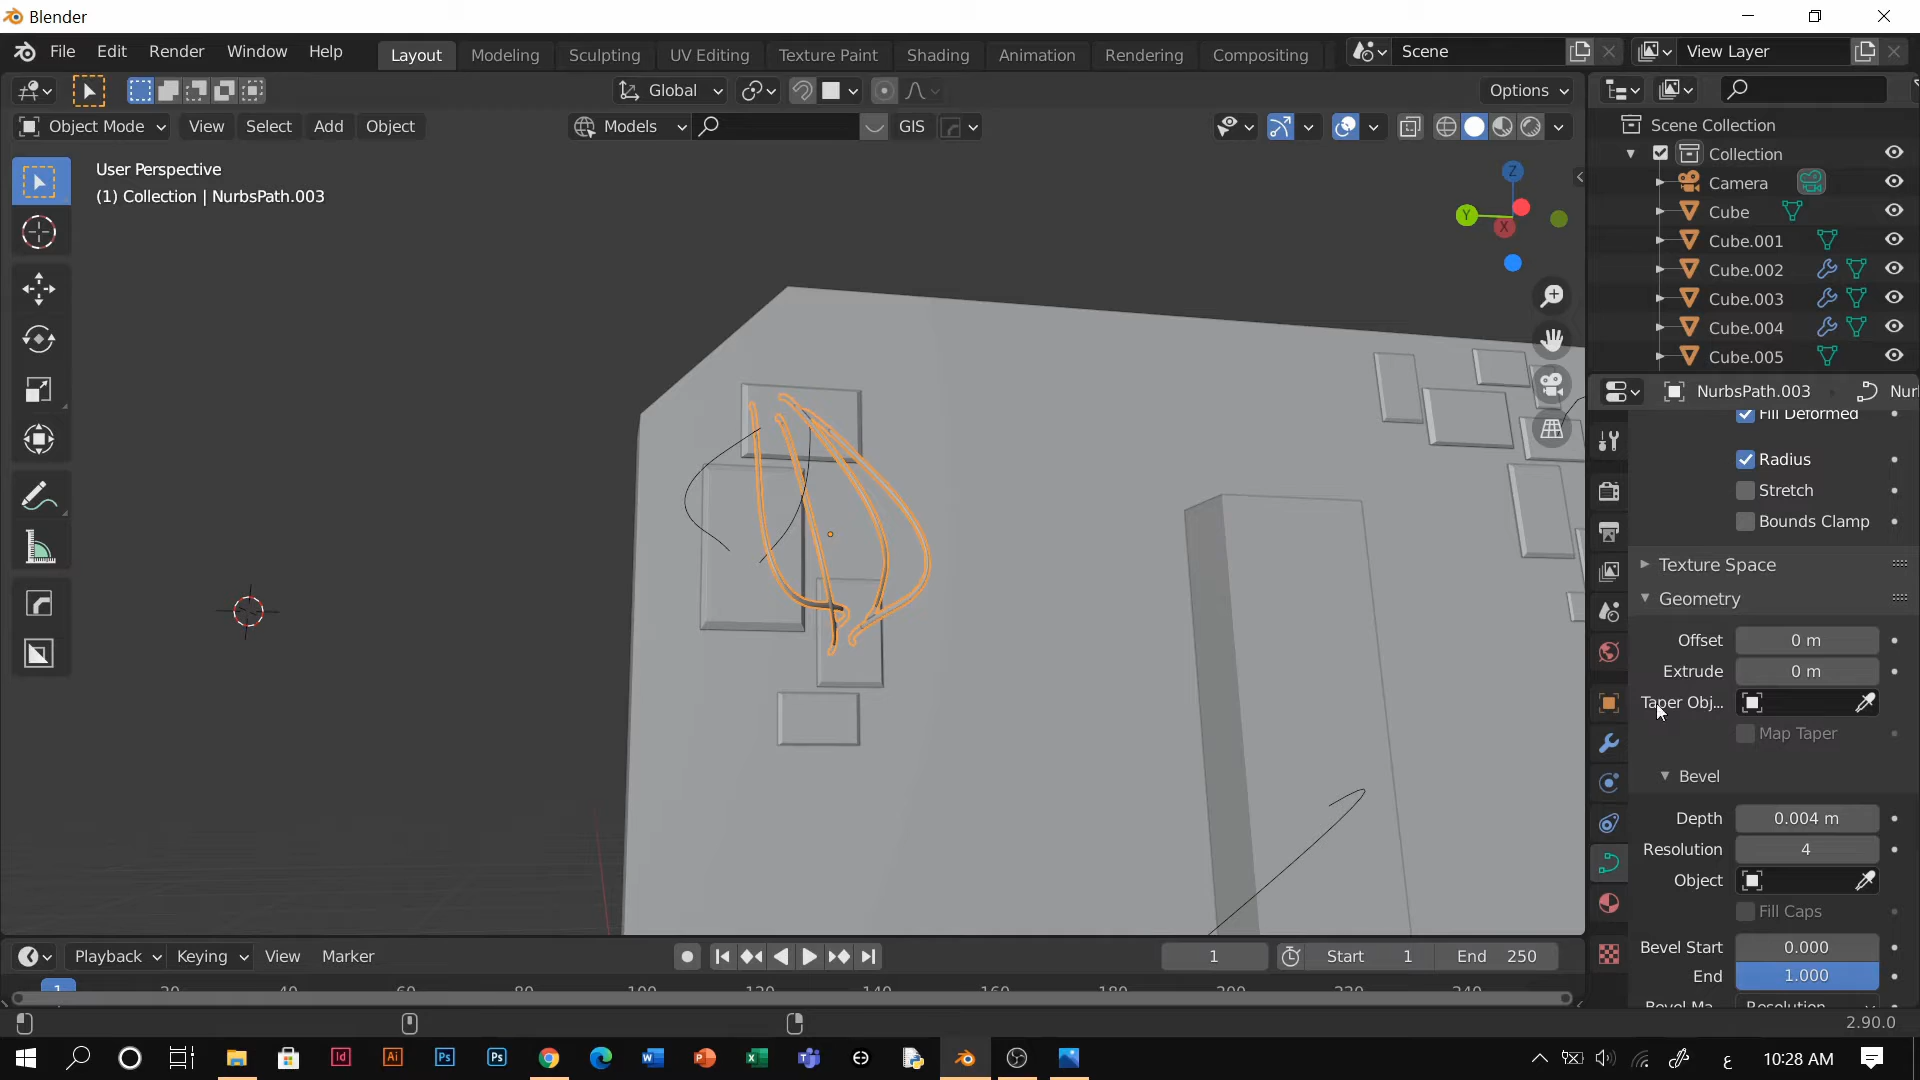 Blender
File Edit Render Window Help
Layout Modeling Sculpting UV Editing Texture Paint Shading Animation Rendering Compositing
Scene
View Layer
Global
Options
Object Mode View Select Add Object
Models
GIS
User Perspective
(1) Collection | NurbsPath.003
Z
Y
X
Scene Collection
Collection
Camera
Cube
Cube.001
Cube.002
Cube.003
Cube.004
Cube.005
NurbsPath.003
Fill Deformed
Radius
Stretch
Bounds Clamp
Texture Space
Geometry
Offset 0 m
Extrude 0 m
Taper Obj...
Map Taper
Bevel
Depth 0.004 m
Resolution 4
Object
Fill Caps
Bevel Start 0.000
End 1.000
Playback Keying View Marker
1
Start 1
End 250
1
2.90.0
Id Ai Ps Ps
ع
10:28 AM